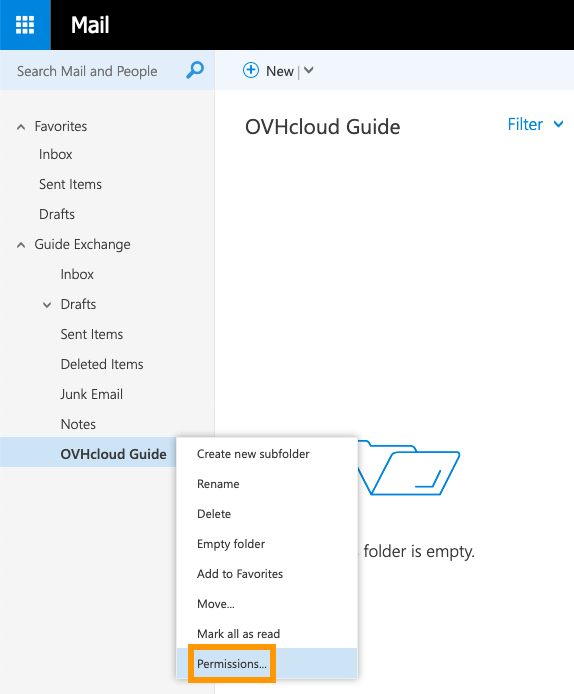 Mail
Search Mail and People
New
Favorites
Inbox
Sent Items
Drafts
Guide Exchange
Inbox
Drafts
Sent Items
Deleted Items
Junk Email
Notes
OVHcloud Guide
OVHcloud Guide
Filter
Create new subfolder
Rename
Delete
Empty folder
Add to Favorites
Move...
Mark all as read
Permissions...
folder is empty.